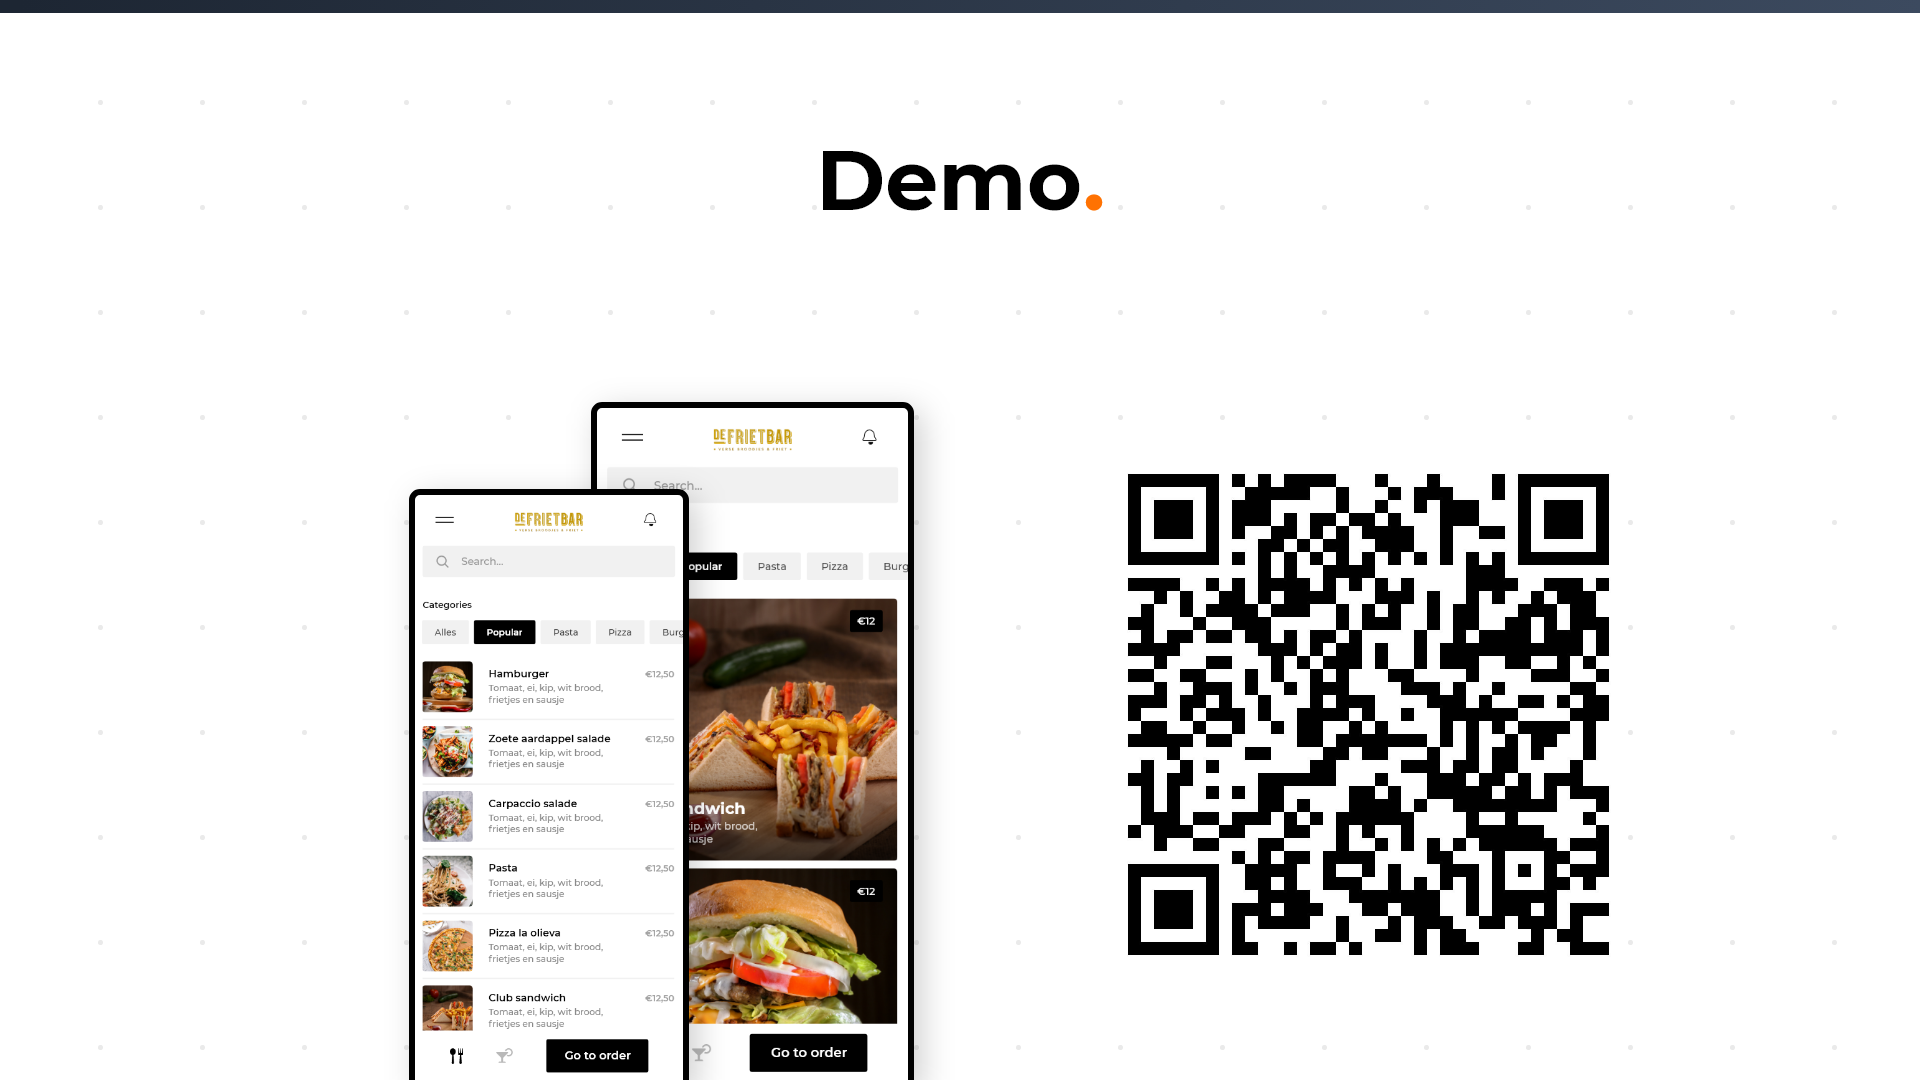 Demo.
DE FRIETBAR
Search...
opular
Pasta
Pizza
Burg
€12
ndwich
kip, wit brood,
ausje
€12
Go to order
DE FRIETBAR
Search...
Categories
Alles
Popular
Pasta
Pizza
Burg
Hamburger
€12,50
Tomaat, ei, kip, wit brood,
frietjes en sausje
Zoete aardappel salade
€12,50
Tomaat, ei, kip, wit brood,
frietjes en sausje
Carpaccio salade
€12,50
Tomaat, ei, kip, wit brood,
frietjes en sausje
Pasta
€12,50
Tomaat, ei, kip, wit brood,
frietjes en sausje
Pizza la olieva
€12,50
Tomaat, ei, kip, wit brood,
frietjes en sausje
Club sandwich
€12,50
Tomaat, ei, kip, wit brood,
frietjes en sausje
Go to order